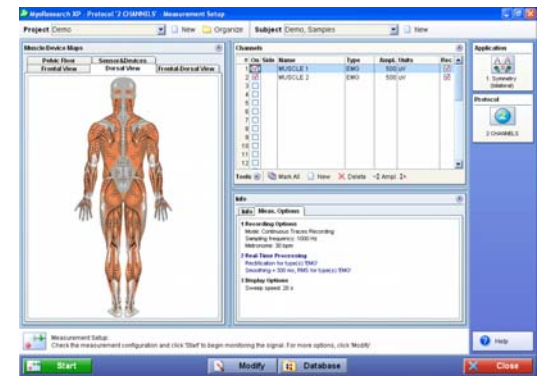 MyoResearch XP - Protocol '2 CHANNELS' - Measurement Setup
Project Demo New Organize Subject Demo, Samples New
Muscle/Device Maps
Pelvic Floor Sensors&Devices
Frontal View Dorsal View Frontal-Dorsal View
Channels
# On Side Name Type Ampl. Units Rec
1 MUSCLE 1 EMG 500 uV
2 MUSCLE 2 EMG 500 uV
3
4
5
6
7
8
9
10
11
12
Tools Mark All New Delete Ampl.
Info
Info Meas. Options
1 Recording Options
Mode: Continuous Traces Recording
Sampling frequency: 1000 Hz
Metronome: 30 bpm
2 Real-Time Processing
Rectification for type(s) 'EMG'
Smoothing = 300 ms, RMS for type(s) 'EMG'
3 Display Options
Sweep speed: 20 s
Application
1. Symmetry
(bilateral)
Protocol
2 CHANNELS
Measurement Setup:
Check the measurement configuration and click 'Start' to begin monitoring the signal. For more options, click 'Modify'
Help
Start Modify Database Close